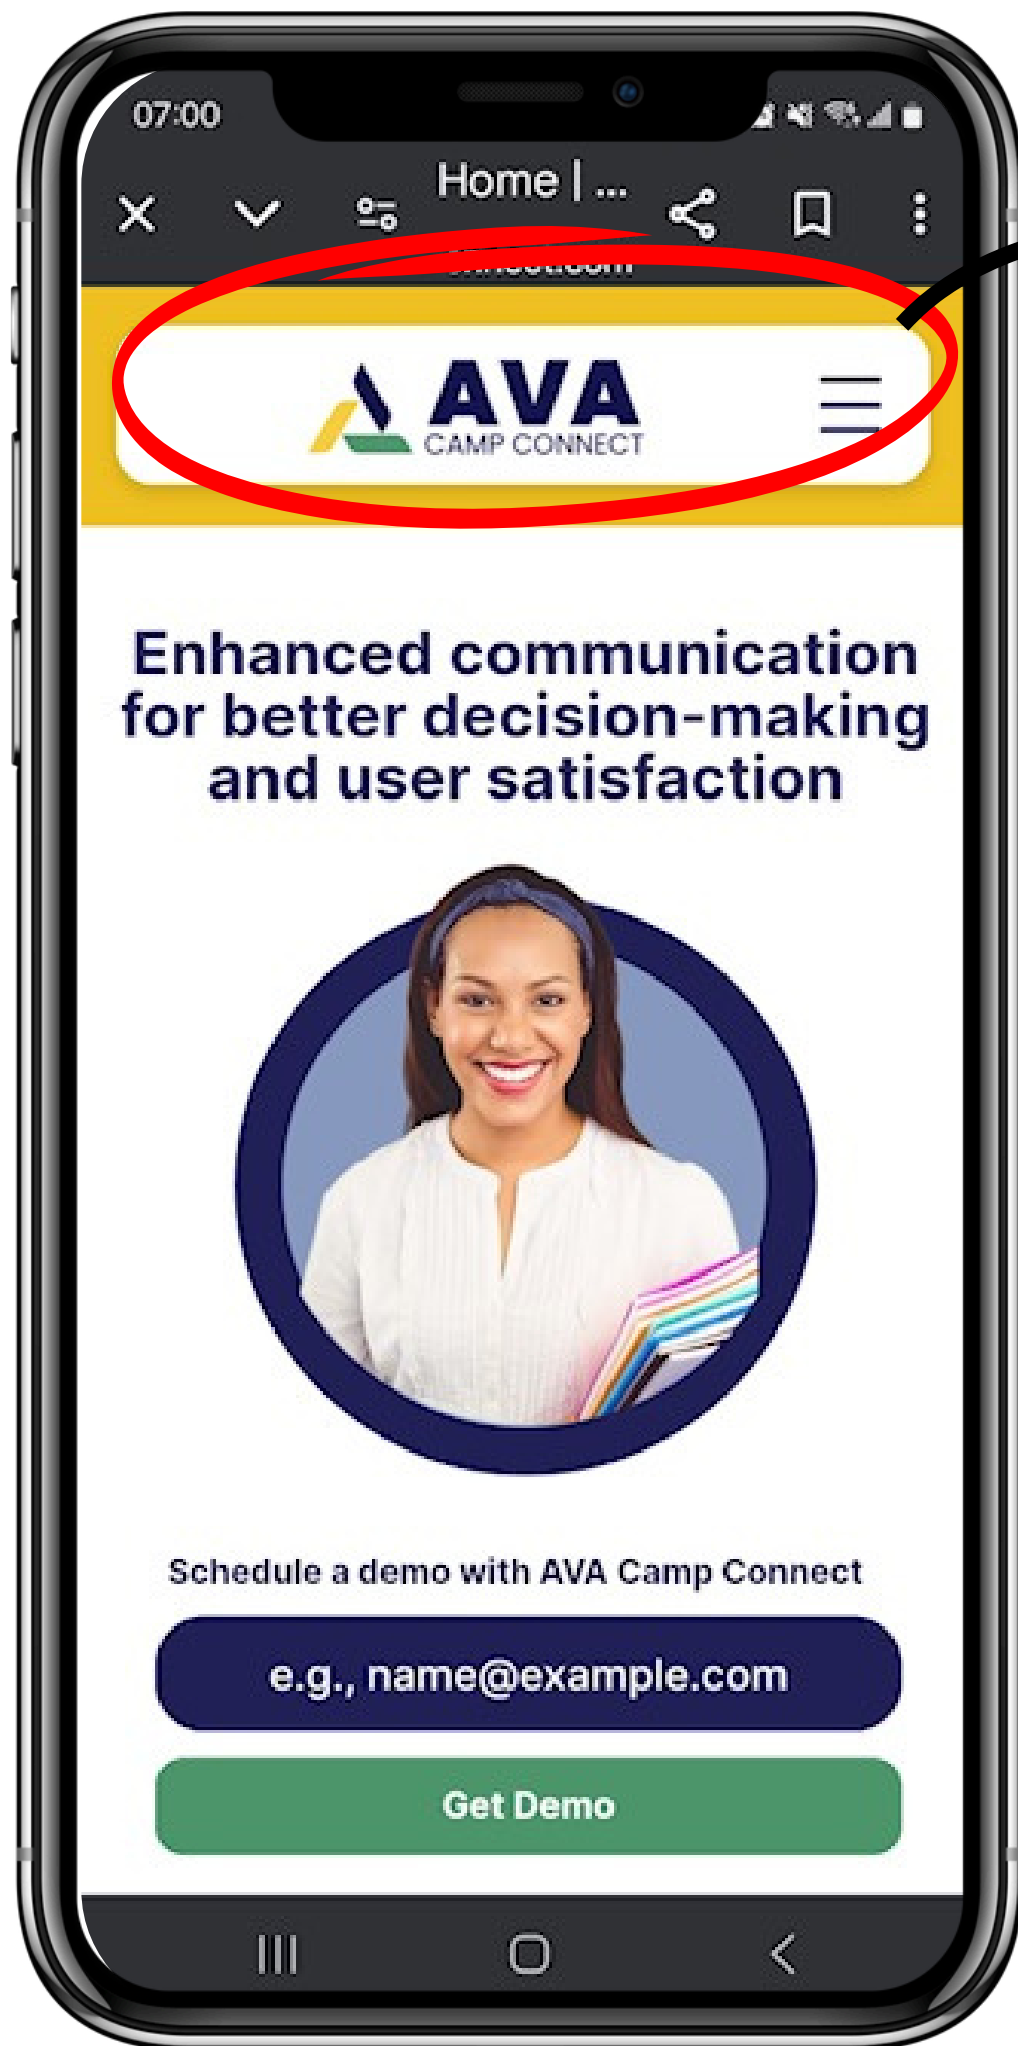 07:00
Home | ...
AVA
CAMP CONNECT
Enhanced communication
for better decision-making
and user satisfaction
Schedule a demo with AVA Camp Connect
e.g., name@example.com
Get Demo